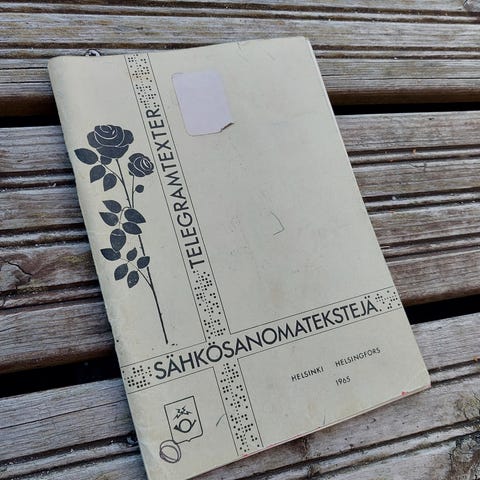 TELEGRAMTEXTER
SÄHKÖSANOMATEKSTEJÄ
HELSINKI HELSINGFORS
1965